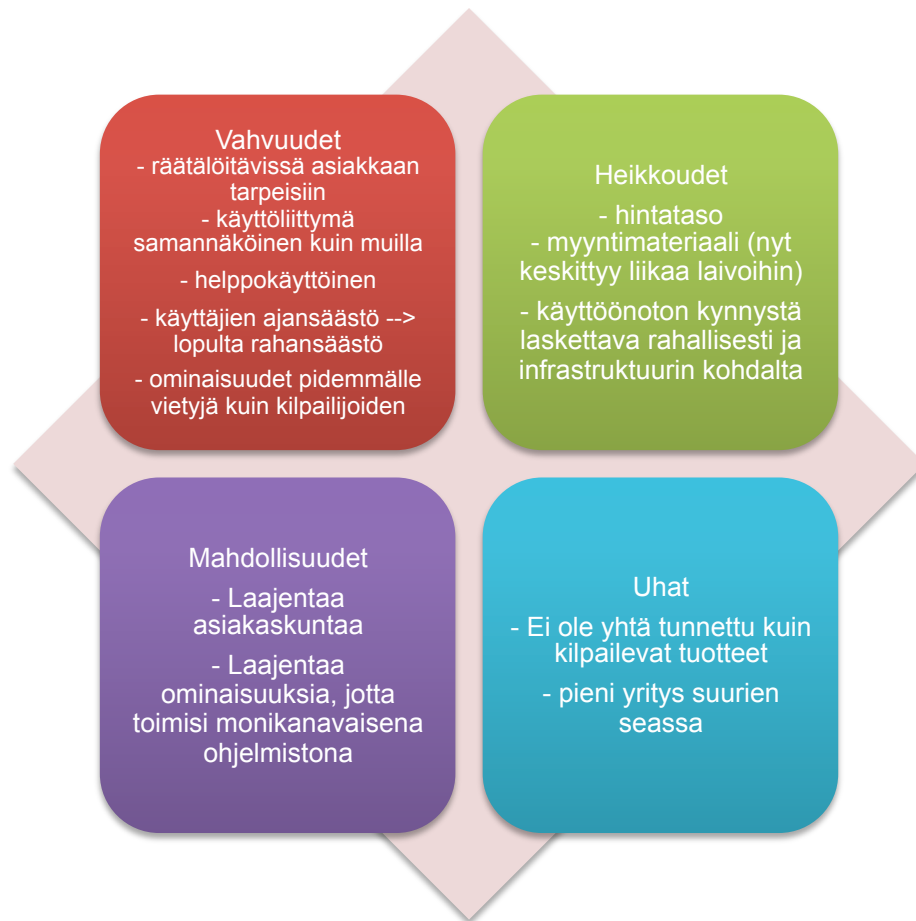 Vahvuudet
- räätälöitävissä asiakkaan
tarpeisiin
- käyttöliittymä
samannäköinen kuin muilla
- helppokäyttöinen
- käyttäjien ajansäästö -->
lopulta rahansäästö
- ominaisuudet pidemmälle
vietyjä kuin kilpailijoiden
Heikkoudet
- hintataso
- myyntimateriaali (nyt
keskittyy liikaa laivoihin)
- käyttöönoton kynnystä
laskettava rahallisesti ja
infrastruktuurin kohdalta
Mahdollisuudet
- Laajentaa
asiakaskuntaa
- Laajentaa
ominaisuuksia, jotta
toimisi monikanavaisena
ohjelmistona
Uhat
- Ei ole yhtä tunnettu kuin
kilpailevat tuotteet
- pieni yritys suurien
seassa